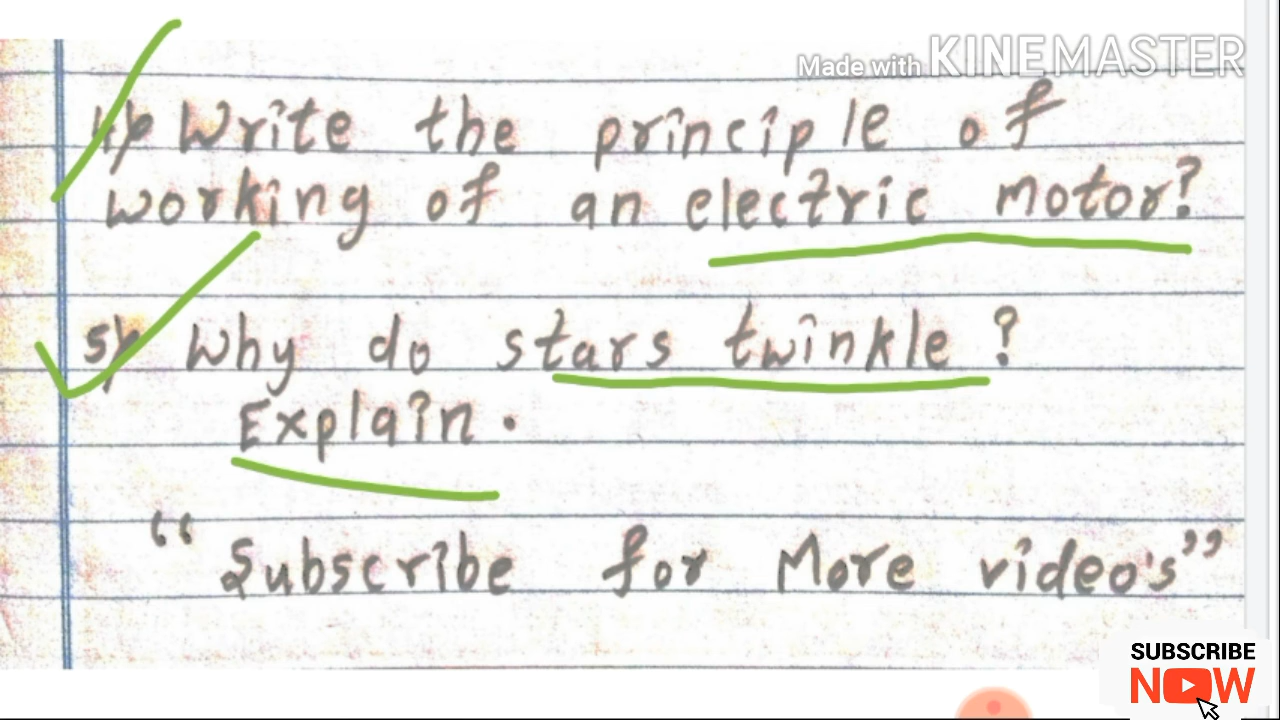 Made with KINEMASTER
Write the principle of
working of an electric motor?
5) Why do stars twinkle ?
Explain .
“ Subscribe for More video's ”
SUBSCRIBE
NOW